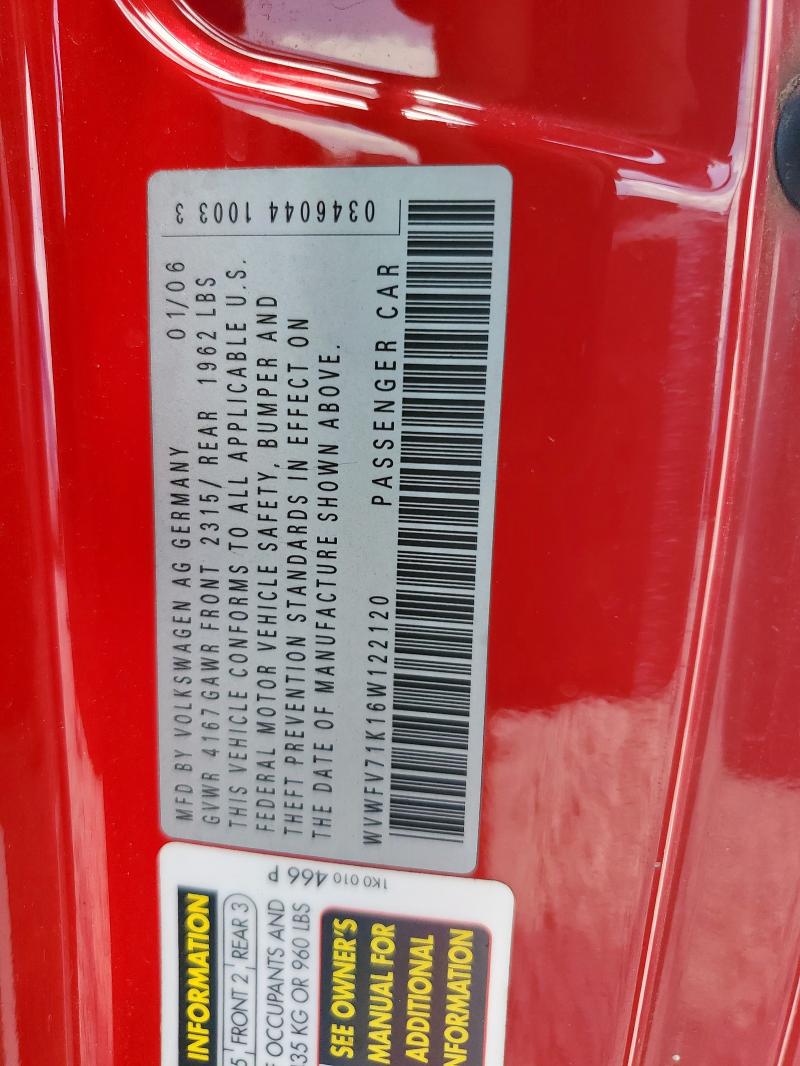 MFD BY VOLKSWAGEN AG GERMANY 01/06
GVWR 4167 GAWR FRONT 2315/ REAR 1962 LBS
THIS VEHICLE CONFORMS TO ALL APPLICABLE U.S.
FEDERAL MOTOR VEHICLE SAFETY, BUMPER AND
THEFT PREVENTION STANDARDS IN EFFECT ON
THE DATE OF MANUFACTURE SHOWN ABOVE.
WVWFV71K16W122120 PASSENGER CAR
0346044 1003 3
1K0 010 466 P
INFORMATION
5 FRONT 2 REAR 3
OCCUPANTS AND
435 KG OR 960 LBS
SEE OWNER'S
MANUAL FOR
ADDITIONAL
INFORMATION